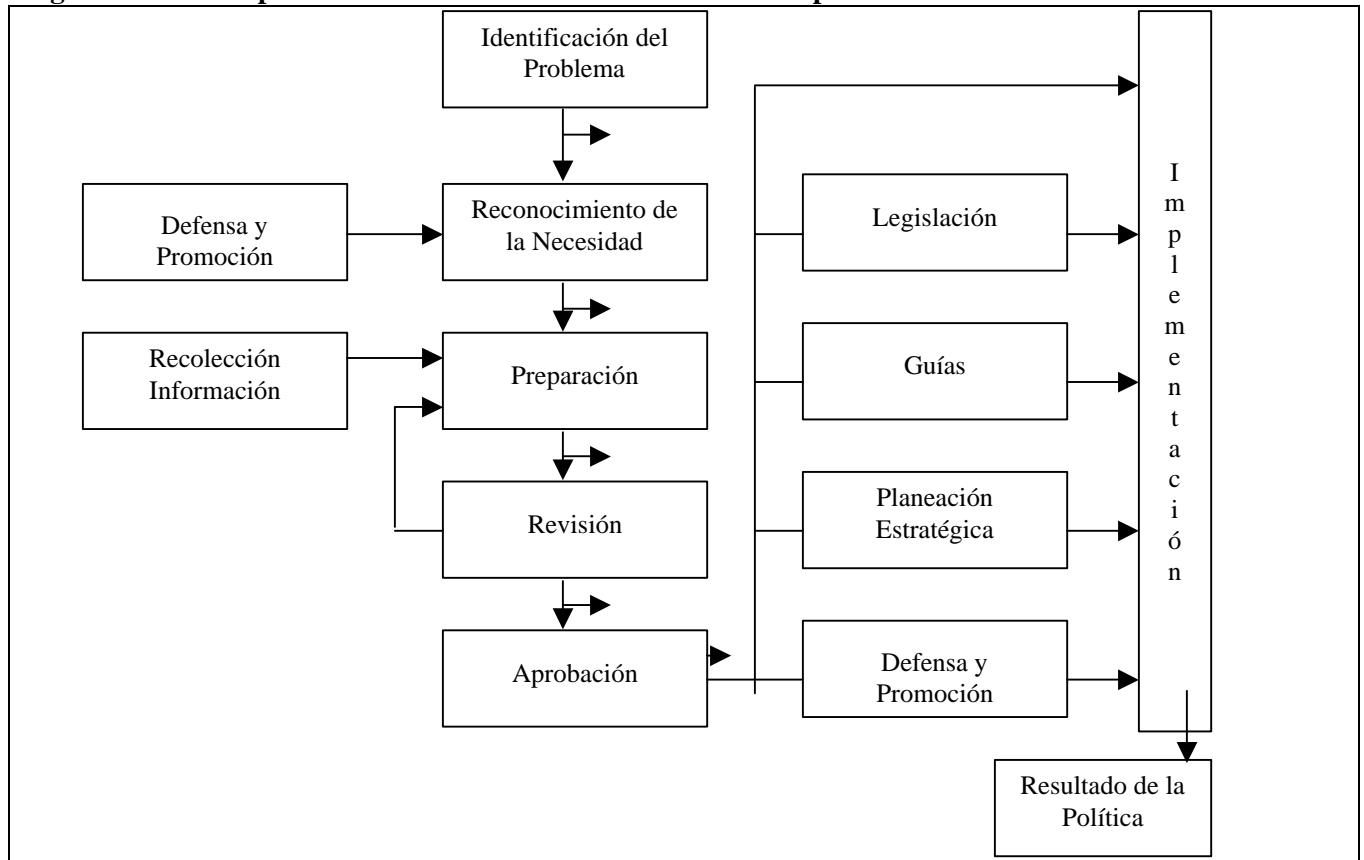 Identificación del
Problema
Defensa y
Promoción
Reconocimiento de
la Necesidad
Recolección
Información
Preparación
Revisión
Aprobación
Legislación
Guías
Planeación
Estratégica
Defensa y
Promoción
Implementación
Resultado de la
Política